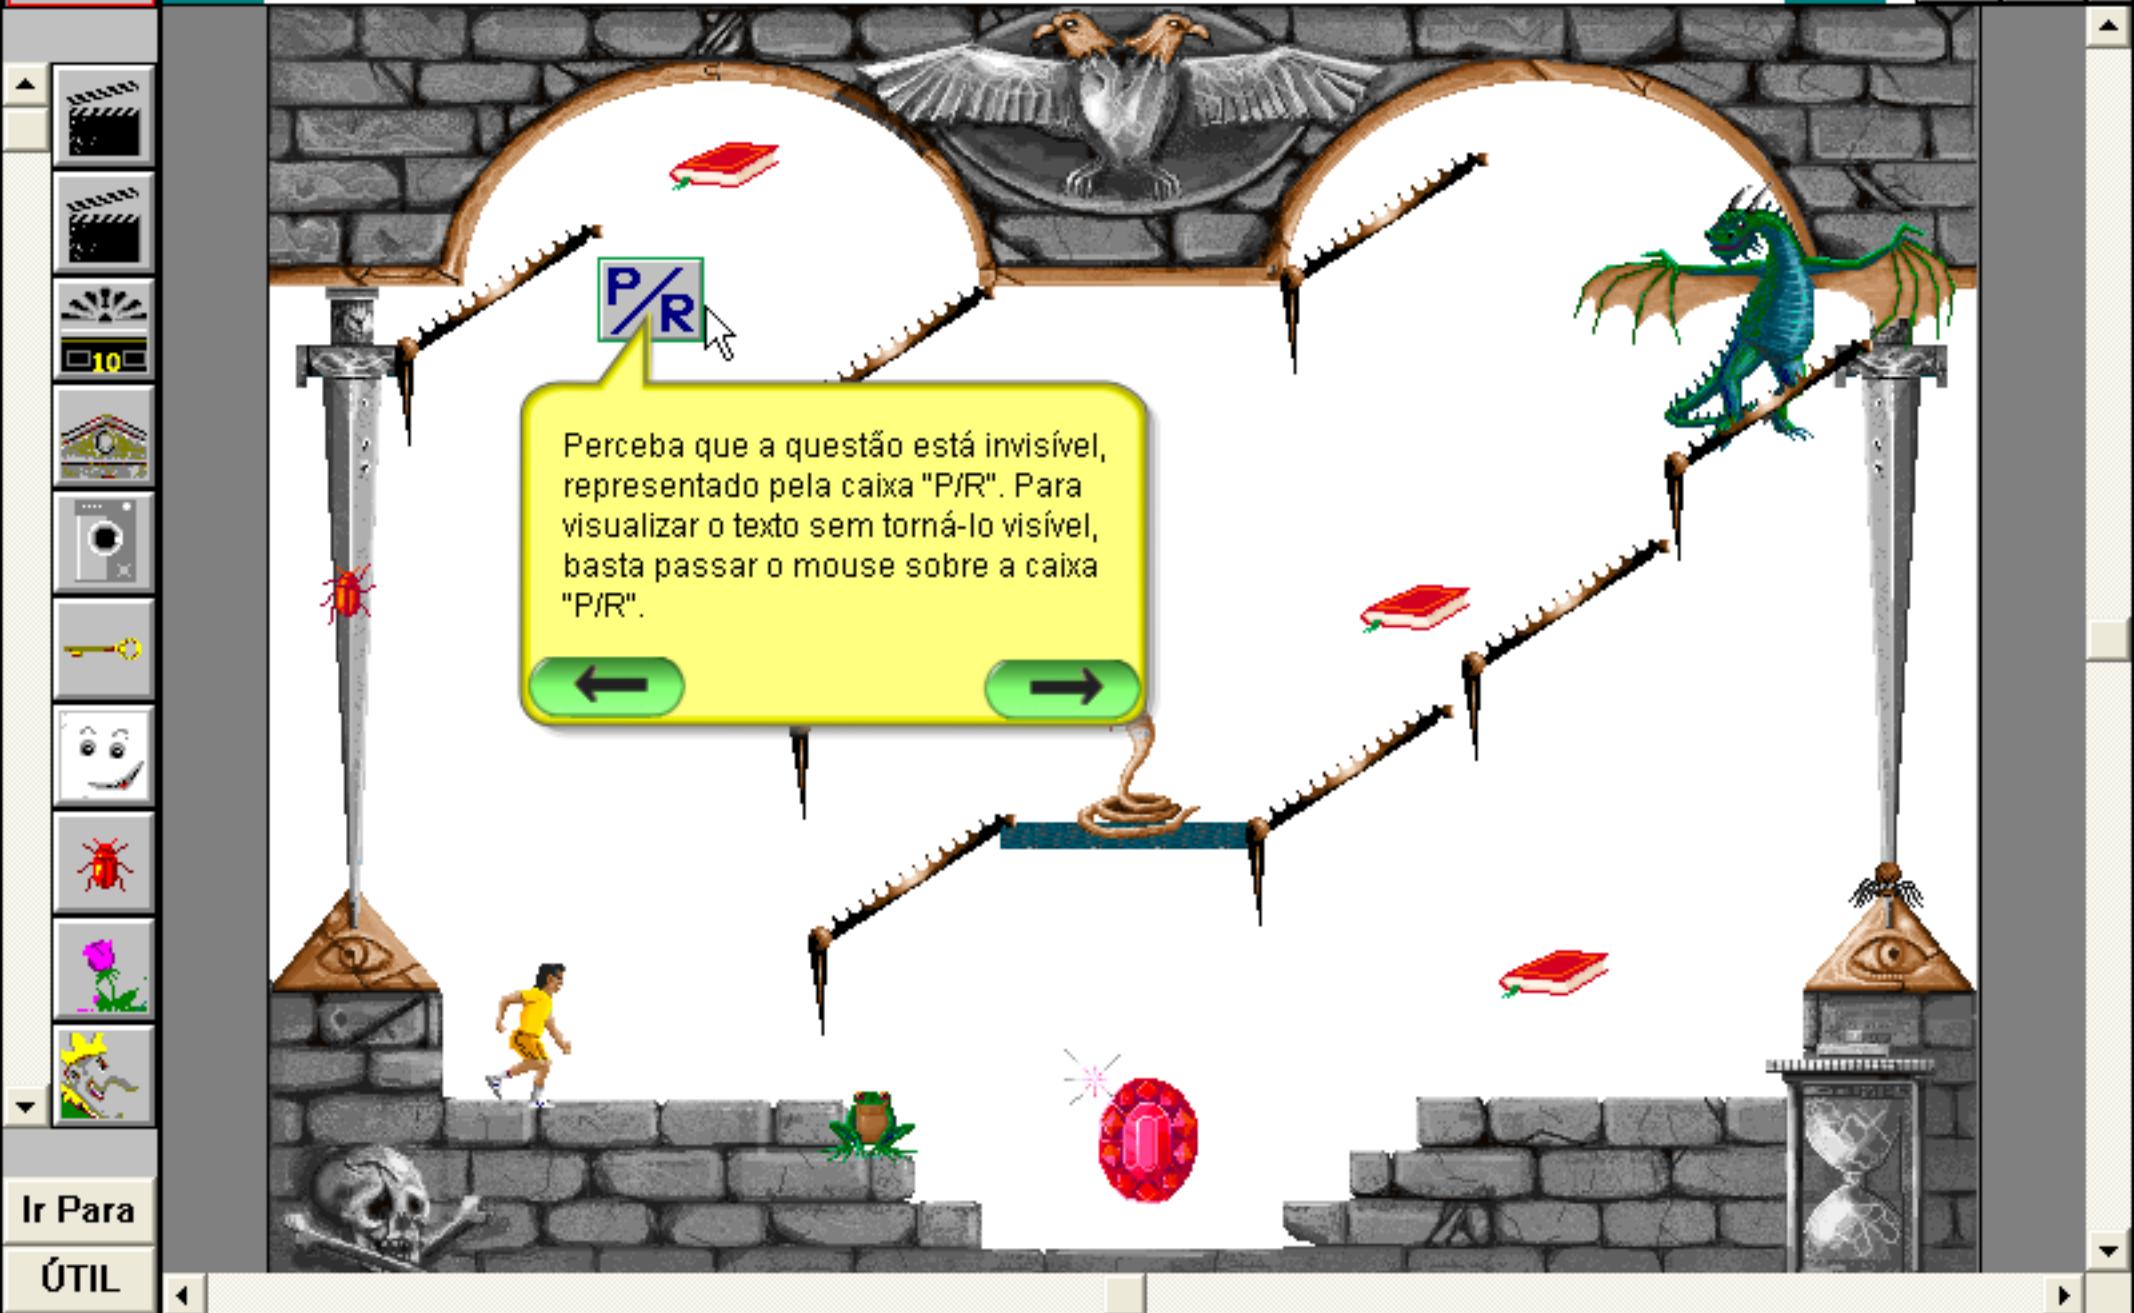 P/R
10
Perceba que a questão está invisível,
representado pela caixa "P/R". Para
visualizar o texto sem torná-lo visível,
basta passar o mouse sobre a caixa
"P/R".
Ir Para
ÚTIL